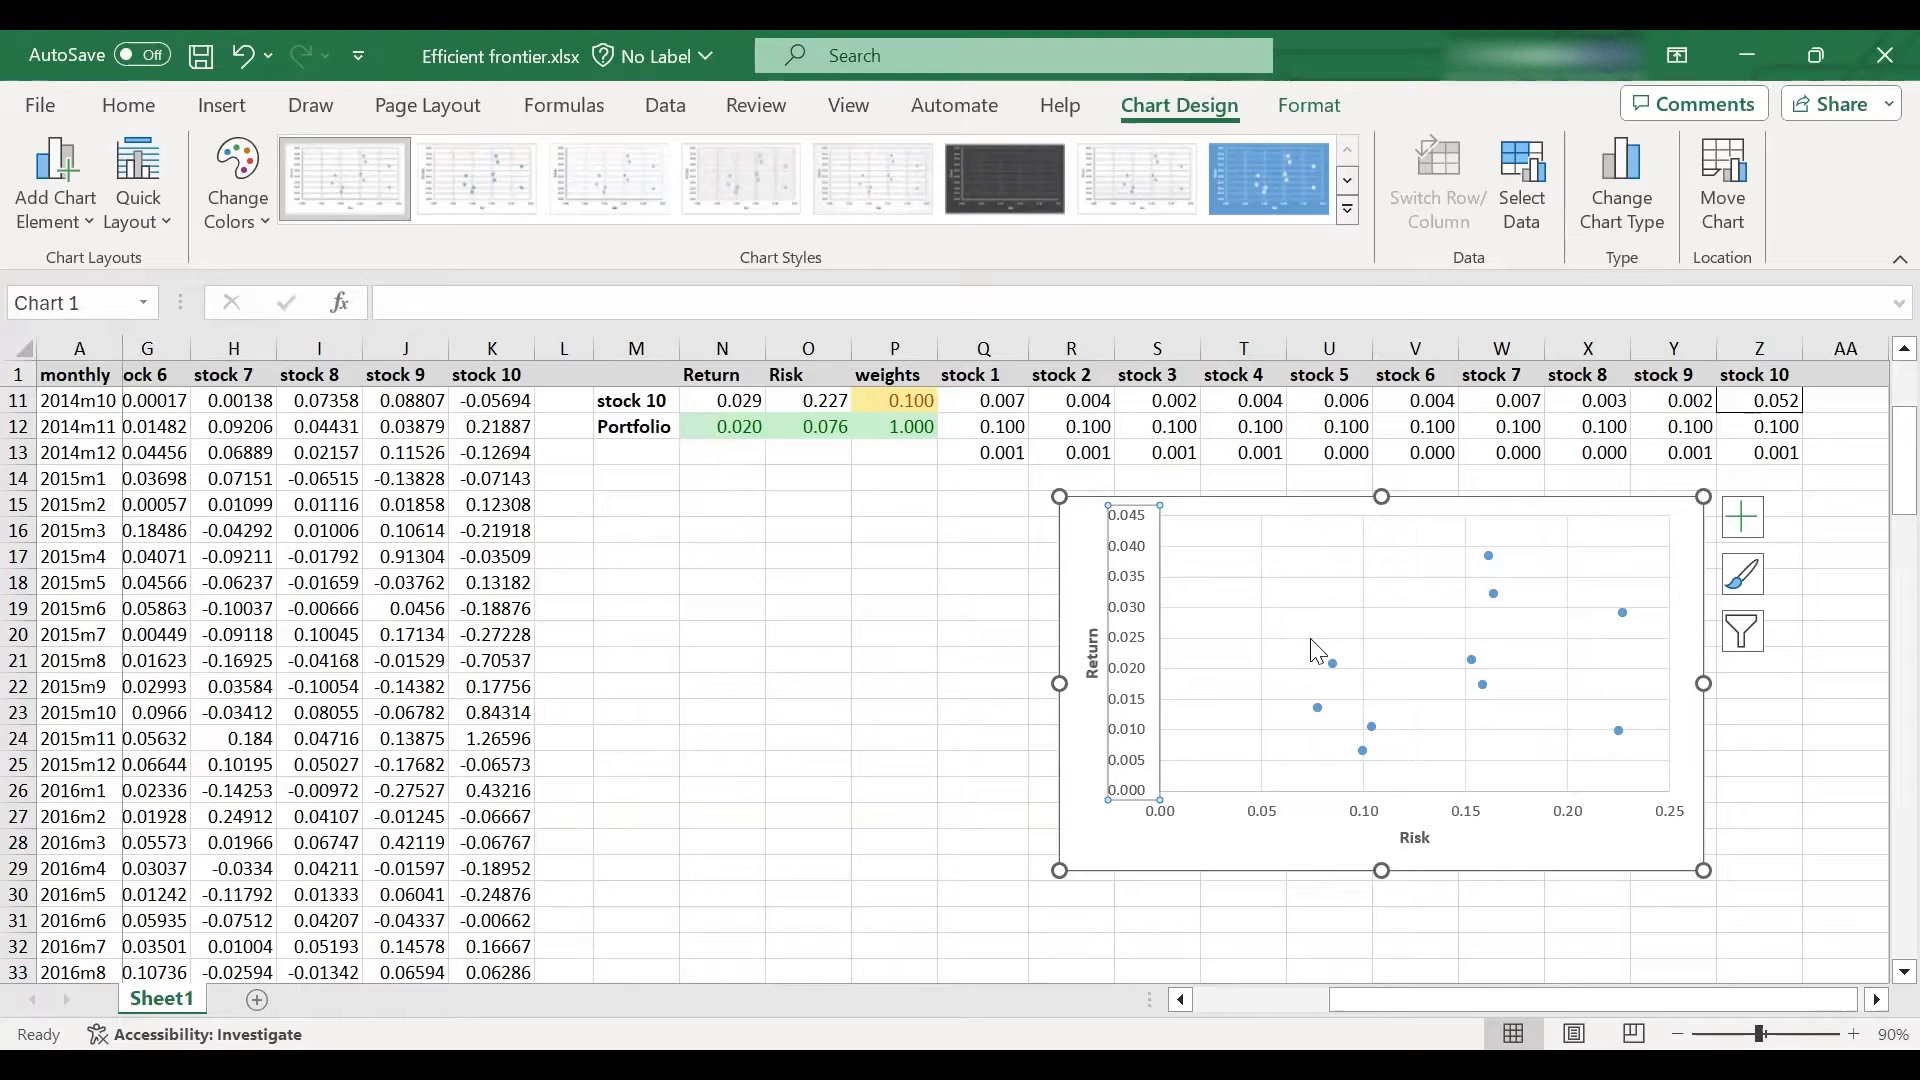 AutoSave Off Efficient frontier.xlsx No Label Search
File Home Insert Draw Page Layout Formulas Data Review View Automate Help Chart Design Format Comments Share
Add Chart Element Quick Layout Change Colors Switch Row/ Column Select Data Change Chart Type Move Chart
Chart Layouts Chart Styles Data Type Location
Chart 1 fx
A G H I J K L M N O P Q R S T U V W X Y Z AA
1 monthly ock 6 stock 7 stock 8 stock 9 stock 10 Return Risk weights stock 1 stock 2 stock 3 stock 4 stock 5 stock 6 stock 7 stock 8 stock 9 stock 10
11 2014m10 0.00017 0.00138 0.07358 0.08807 -0.05694 stock 10 0.029 0.227 0.100 0.007 0.004 0.002 0.004 0.006 0.004 0.007 0.003 0.002 0.052
12 2014m11 0.01482 0.09206 0.04431 0.03879 0.21887 Portfolio 0.020 0.076 1.000 0.100 0.100 0.100 0.100 0.100 0.100 0.100 0.100 0.100 0.100
13 2014m12 0.04456 0.06889 0.02157 0.11526 -0.12694 0.001 0.001 0.001 0.001 0.000 0.000 0.000 0.000 0.001 0.001
14 2015m1 0.03698 0.07151 -0.06515 -0.13828 -0.07143
15 2015m2 0.00057 0.01099 0.01116 0.01858 0.12308
16 2015m3 0.18486 -0.04292 0.01006 0.10614 -0.21918
17 2015m4 0.04071 -0.09211 -0.01792 0.91304 -0.03509
18 2015m5 0.04566 -0.06237 -0.01659 -0.03762 0.13182
19 2015m6 0.05863 -0.10037 -0.00666 0.0456 -0.18876
20 2015m7 0.00449 -0.09118 0.10045 0.17134 -0.27228
21 2015m8 0.01623 -0.16925 -0.04168 -0.01529 -0.70537
22 2015m9 0.02993 0.03584 -0.10054 -0.14382 0.17756
23 2015m10 0.0966 -0.03412 0.08055 -0.06782 0.84314
24 2015m11 0.05632 0.184 0.04716 0.13875 1.26596
25 2015m12 0.06644 0.10195 0.05027 -0.17682 -0.06573
26 2016m1 0.02336 -0.14253 -0.00972 -0.27527 0.43216
27 2016m2 0.01928 0.24912 0.04107 -0.01245 -0.06667
28 2016m3 0.05573 0.01966 0.06747 0.42119 -0.06767
29 2016m4 0.03037 -0.0334 0.04211 -0.01597 -0.18952
30 2016m5 0.01242 -0.11792 0.01333 0.06041 -0.24876
31 2016m6 0.05935 -0.07512 0.04207 -0.04337 -0.00662
32 2016m7 0.03501 0.01004 0.05193 0.14578 0.16667
33 2016m8 0.10736 -0.02594 -0.01342 0.06594 0.06286
Return
0.045
0.040
0.035
0.030
0.025
0.020
0.015
0.010
0.005
0.000
0.00 0.05 0.10 0.15 0.20 0.25
Risk
Sheet1
Ready Accessibility: Investigate 90%